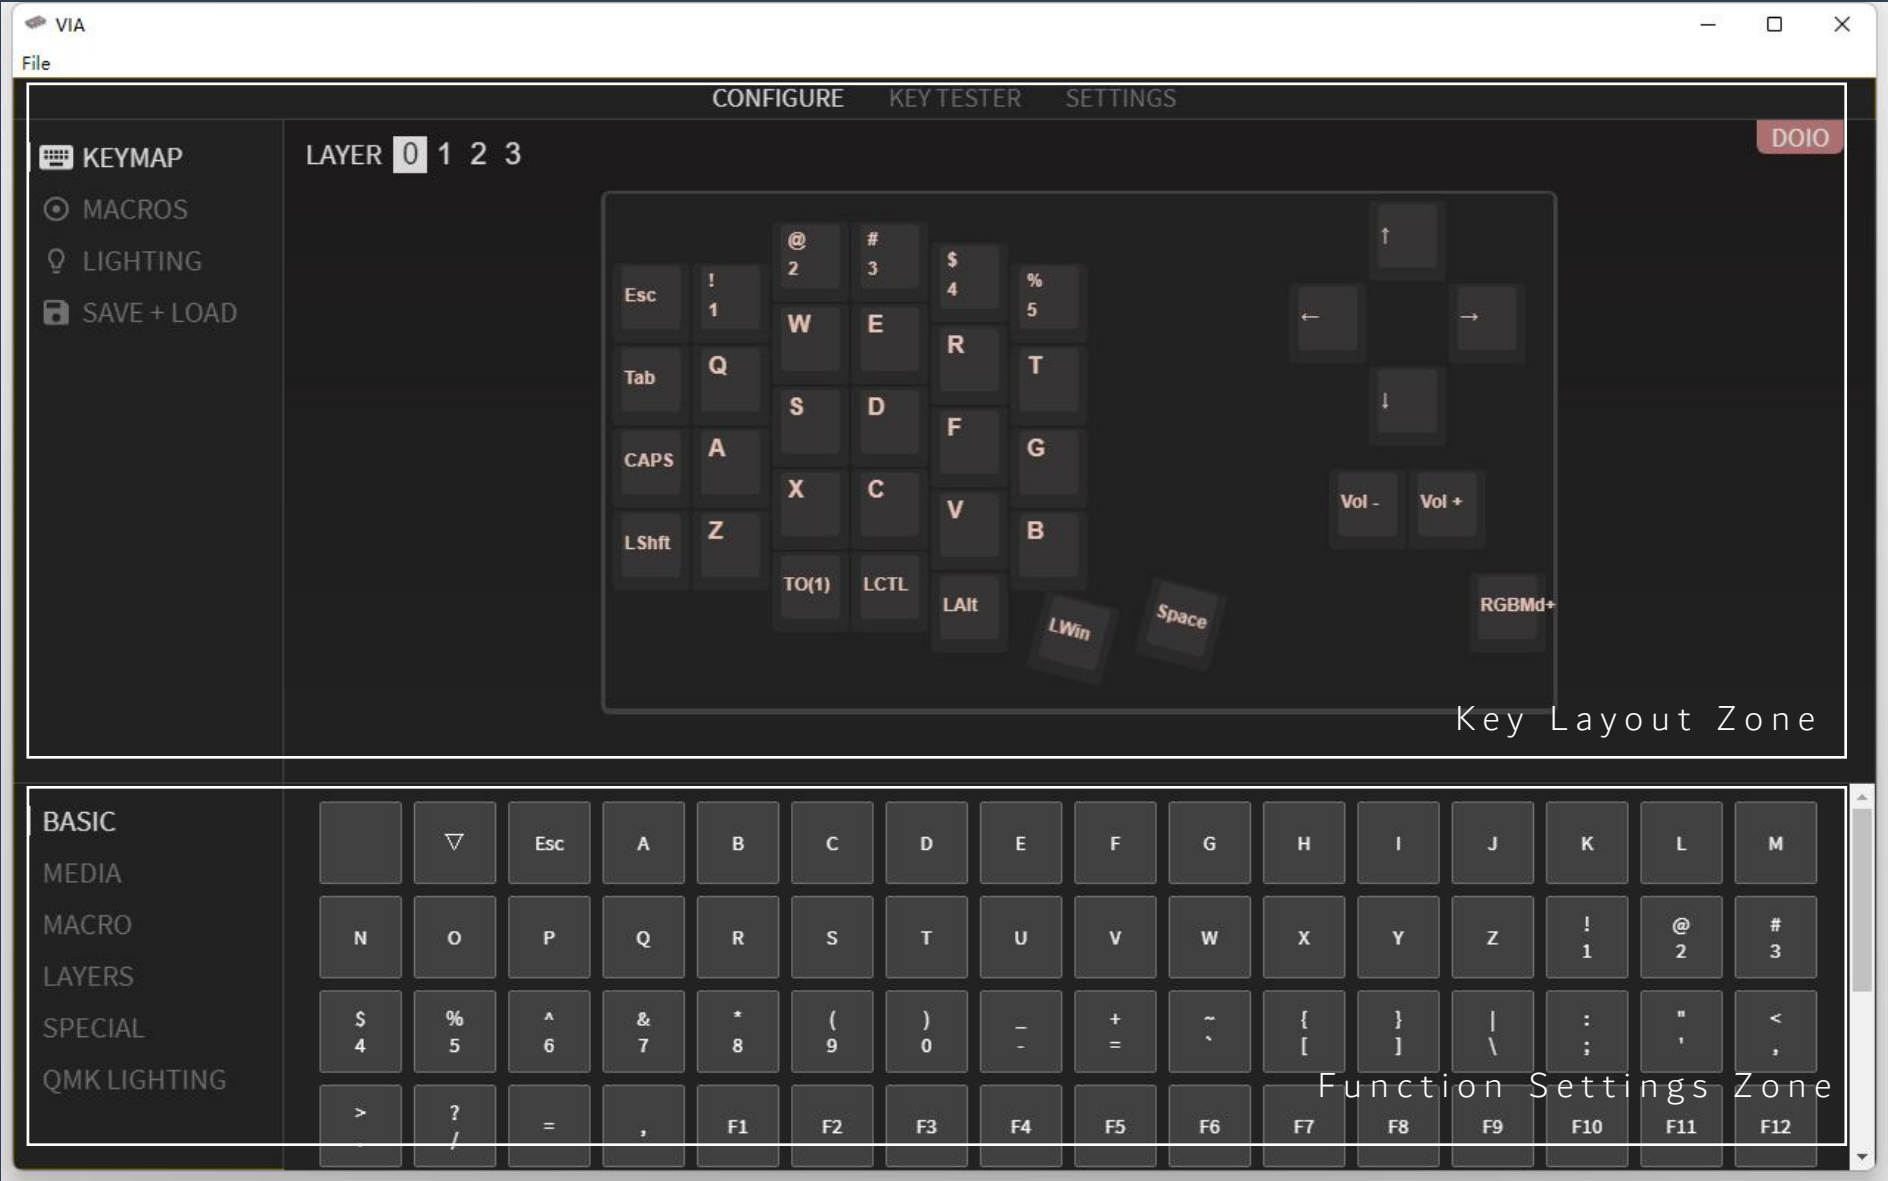 VIA
File
CONFIGURE KEY TESTER SETTINGS
KEYMAP
MACROS
LIGHTING
SAVE + LOAD
LAYER 0 1 2 3
DOIO
Esc ! 1 @ 2 # 3 $ 4 % 5
Tab Q W E R T
CAPS A S D F G
LShft Z X C V B
TO(1) LCTL LAlt LWin Space
↑
← →
↓
Vol - Vol +
RGBMd+
Key Layout Zone
BASIC
MEDIA
MACRO
LAYERS
SPECIAL
QMK LIGHTING
▽ Esc A B C D E F G H I J K L M
N O P Q R S T U V W X Y Z ! 1 @ 2 # 3
$ % ^ & * ( ) _ + ~ { } | : " <
4 5 6 7 8 9 0 - = ` [ ] \ ; ' ,
Function Settings Zone
> ? / = , F1 F2 F3 F4 F5 F6 F7 F8 F9 F10 F11 F12